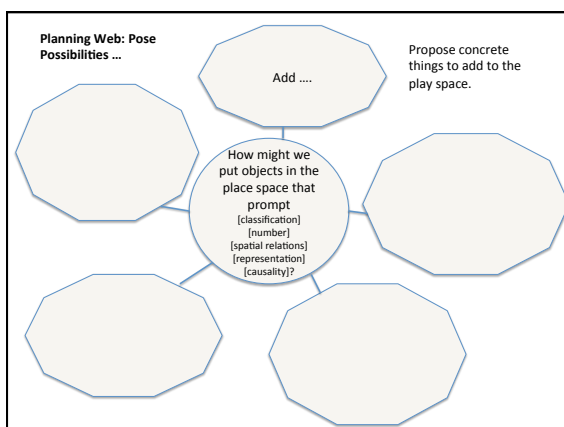 Planning Web: Pose
Possibilities ...
Add ....
Propose concrete
things to add to the
play space.
How might we
put objects in the
place space that
prompt
[classification]
[number]
[spatial relations]
[representation]
[causality]?